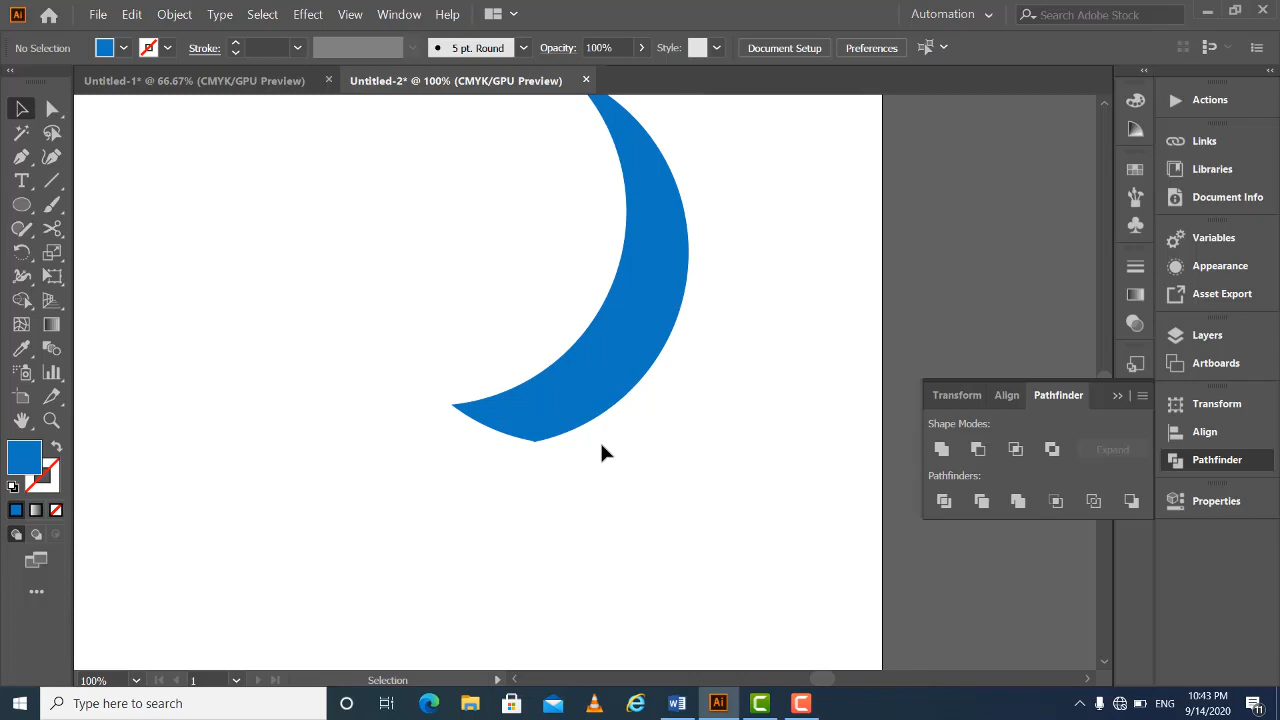 Ai File Edit Object Type Select Effect View Window Help Automation Search Adobe Stock
No Selection Stroke: 5 pt. Round Opacity: 100% Style: Document Setup Preferences
Untitled-1* @ 66.67% (CMYK/GPU Preview) Untitled-2* @ 100% (CMYK/GPU Preview)
Actions
Links
Libraries
Document Info
Variables
Appearance
Asset Export
Layers
Artboards
Transform Align Pathfinder
Shape Modes:
Expand
Pathfinders:
Transform
Align
Pathfinder
Properties
100% 1 Selection
Type here to search
Ai
ENG
10:43 PM
9/14/2020